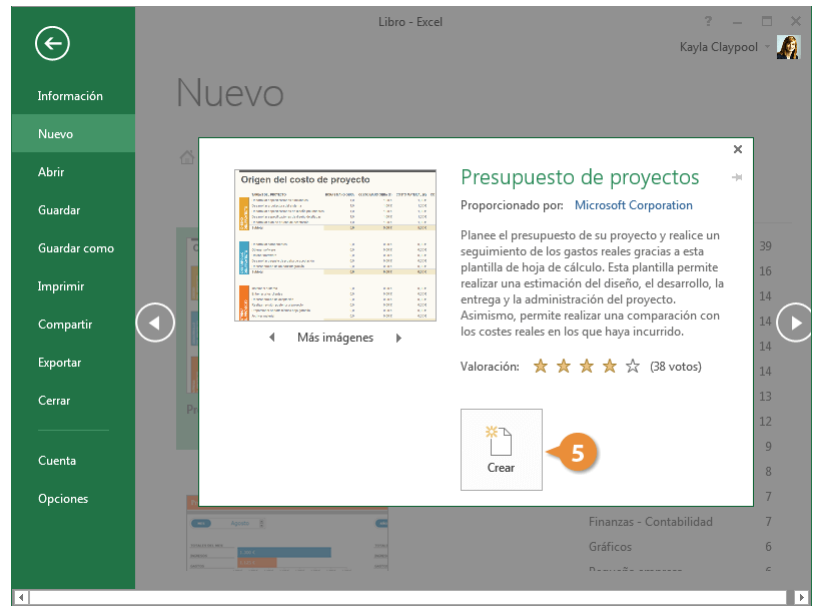 Libro - Excel
?
Kayla Claypool
Información
Nuevo
Abrir
Guardar
Guardar como
Imprimir
Compartir
Exportar
Cerrar
Cuenta
Opciones
Nuevo
Origen del costo de proyecto
Más imágenes
Presupuesto de proyectos
Proporcionado por: Microsoft Corporation
Planee el presupuesto de su proyecto y realice un
seguimiento de los gastos reales gracias a esta
plantilla de hoja de cálculo. Esta plantilla permite
realizar una estimación del diseño, el desarrollo, la
entrega y la administración del proyecto.
Asimismo, permite realizar una comparación con
los costes reales en los que haya incurrido.
Valoración: (38 votos)
Crear
5
39
16
14
14
14
14
13
12
9
8
7
Finanzas - Contabilidad 7
Gráficos 6
Agosto